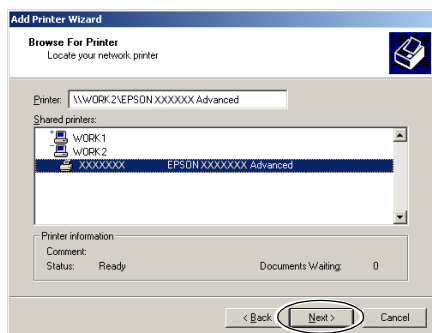 Add Printer Wizard
Browse For Printer
Locate your network printer
Printer: \\WORK2\EPSON XXXXXX Advanced
Shared printers:
WORK1
WORK2
XXXXXXX EPSON XXXXXXX Advanced
Printer information
Comment:
Status: Ready Documents Waiting: 0
< Back Next > Cancel